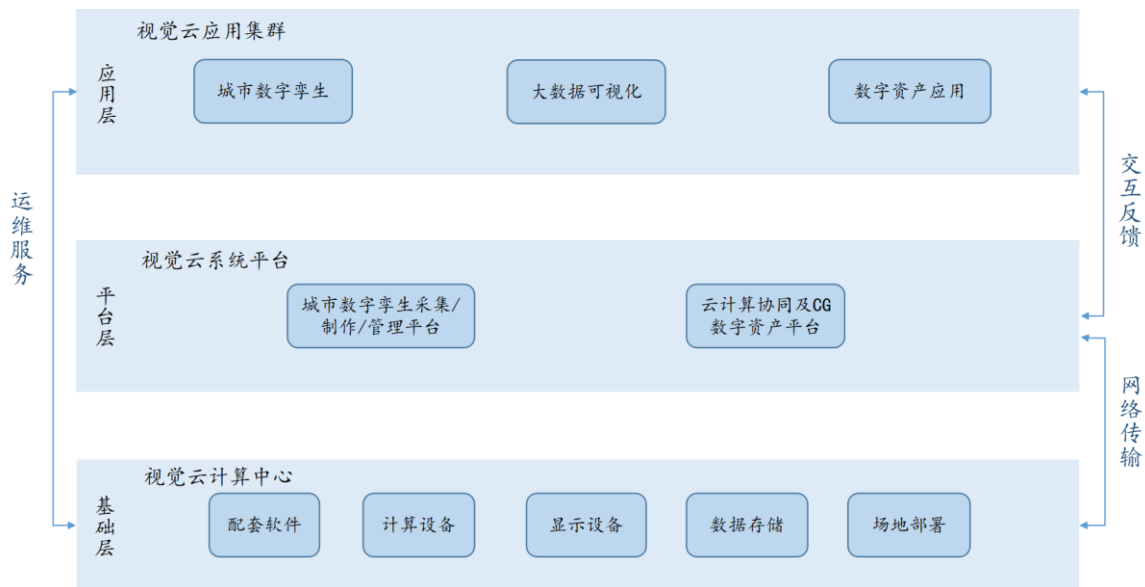 视觉云应用集群
应用层
城市数字孪生
大数据可视化
数字资产应用
运维服务
交互反馈
视觉云系统平台
平台层
城市数字孪生采集/
制作/管理平台
云计算协同及CG
数字资产平台
网络传输
视觉云计算中心
基础层
配套软件
计算设备
显示设备
数据存储
场地部署